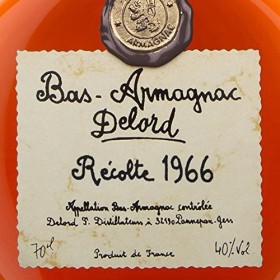 ARMAGNAC
Bas-Armagnac
Delord
Récolte 1966
Appellation Bas-Armagnac contrôlée
Delord F. Distillateurs à 32190 Lannepax-Gers
70cl 40%Vol
Produit de France